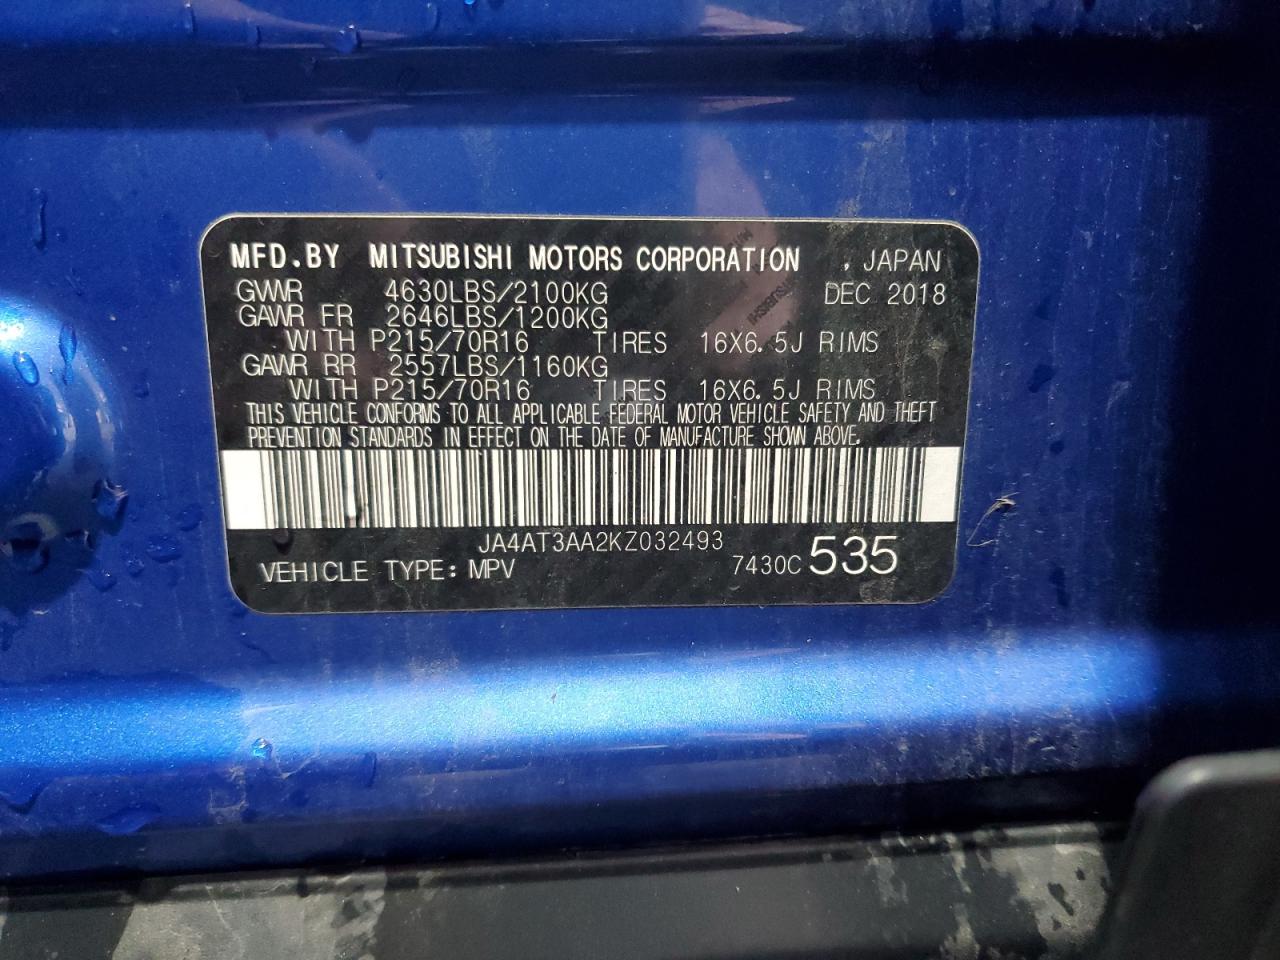 MFD.BY MITSUBISHI MOTORS CORPORATION , JAPAN
GVWR 4630LBS/2100KG DEC 2018
GAWR FR 2646LBS/1200KG
WITH P215/70R16 TIRES 16X6.5J RIMS
GAWR RR 2557LBS/1160KG
WITH P215/70R16 TIRES 16X6.5J RIMS
THIS VEHICLE CONFORMS TO ALL APPLICABLE FEDERAL MOTOR VEHICLE SAFETY AND THEFT
PREVENTION STANDARDS IN EFFECT ON THE DATE OF MANUFACTURE SHOWN ABOVE.
JA4AT3AA2KZ032493
VEHICLE TYPE: MPV 7430C 535